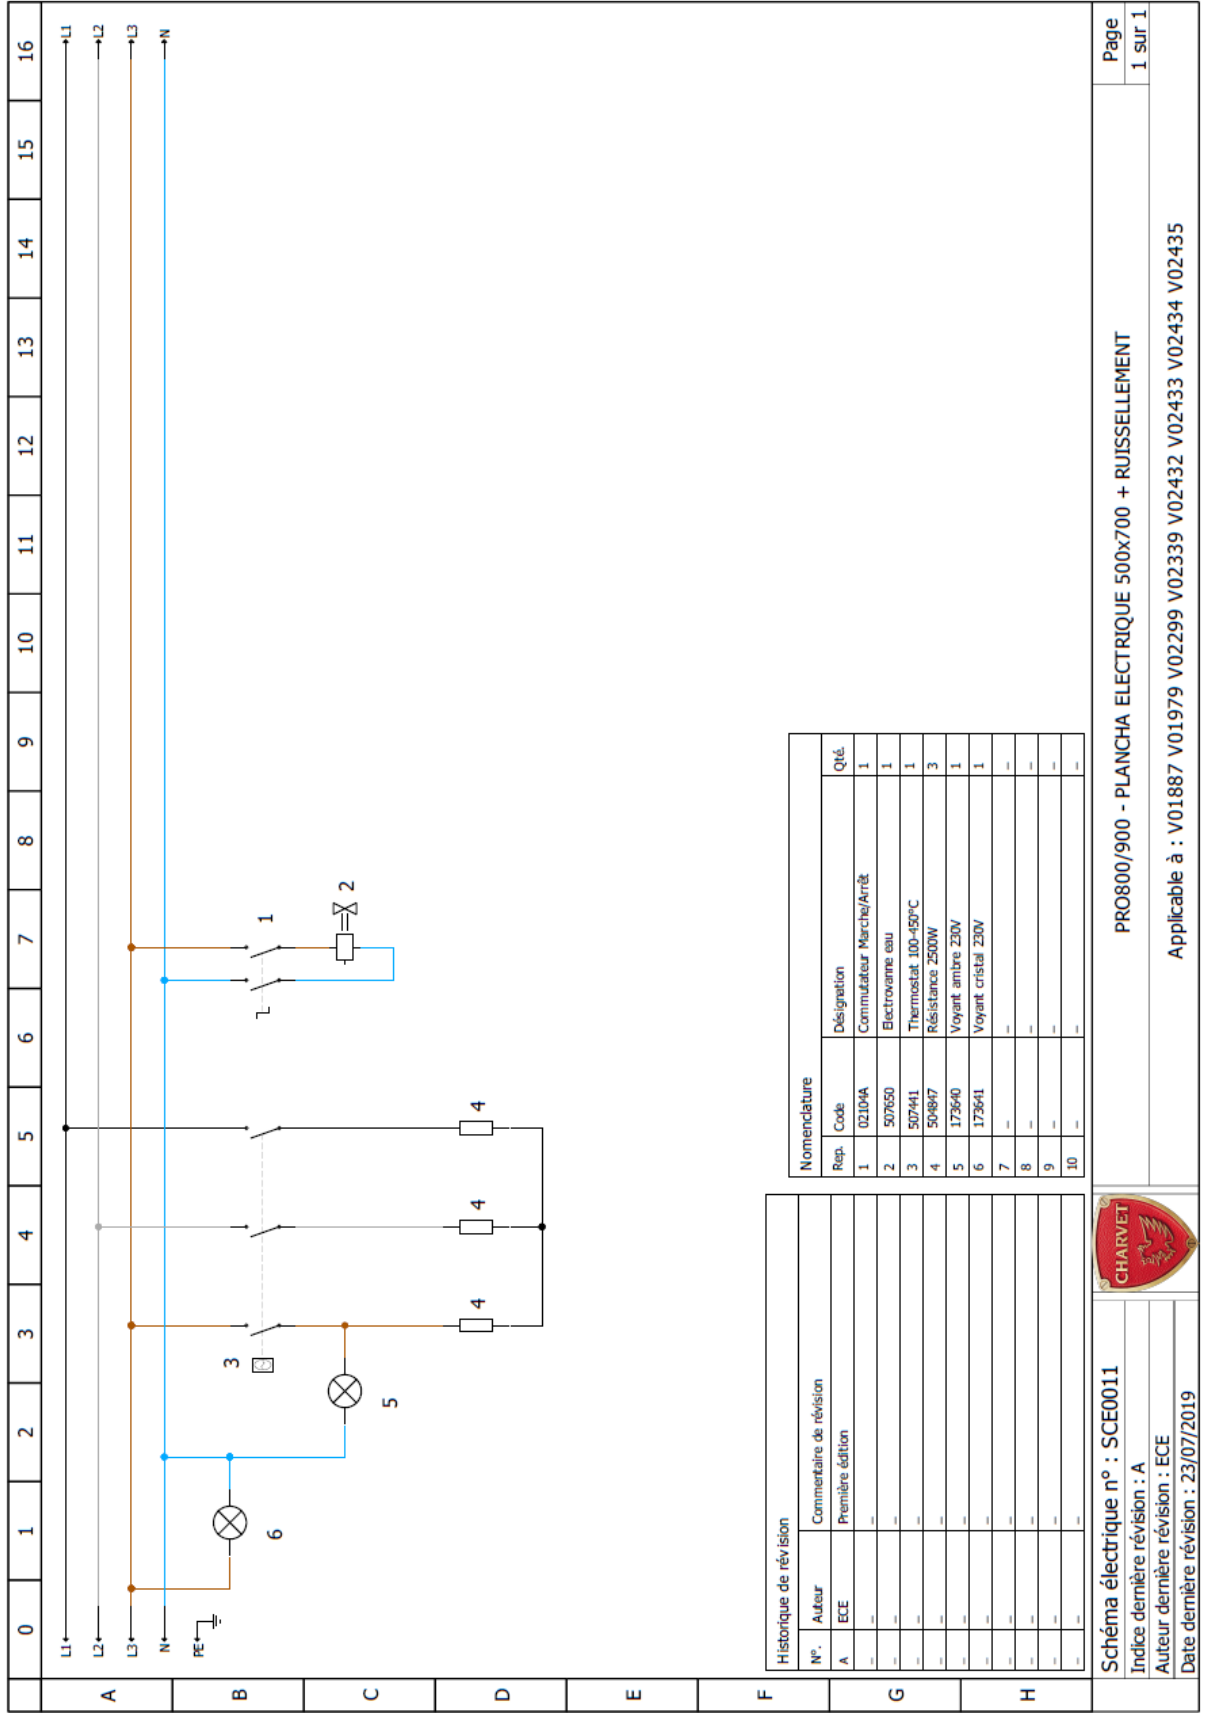 0 1 2 3 4 5 6 7 8 9 10 11 12 13 14 15 16
A
B
C
D
E
F
G
H
L1 L1
L2 L2
L3 L3
N N
PE
6
5
3
4
4
4
1
2
Historique de révision
N°. Auteur Commentaire de révision
A ECE Première édition
– – –
– – –
– – –
– – –
– – –
– – –
– – –
– – –
– – –
– – –
Nomenclature
Rep. Code Désignation Qté.
1 02104A Commutateur Marche/Arrêt 1
2 507650 Electrovanne eau 1
3 507441 Thermostat 100-450°C 1
4 504847 Résistance 2500W 3
5 173640 Voyant ambre 230V 1
6 173641 Voyant cristal 230V 1
7 – – –
8 – – –
9 – – –
10 – – –
Schéma électrique n° : SCE0011
Indice dernière révision : A
Auteur dernière révision : ECE
Date dernière révision : 23/07/2019
CHARVET
PRO800/900 - PLANCHA ELECTRIQUE 500x700 + RUISSELLEMENT
Applicable à : V01887 V01979 V02299 V02339 V02432 V02433 V02434 V02435
Page
1 sur 1